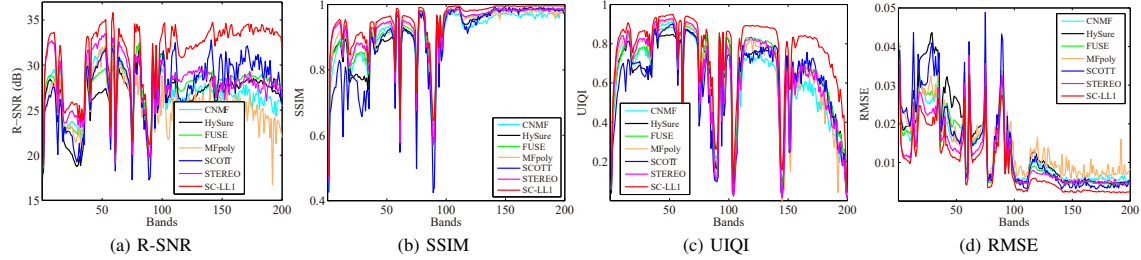 R−SNR (dB)
35
30
25
20
15
50
100
150
200
Bands
CNMF
HySure
FUSE
MFpoly
SCOTT
STEREO
SC-LL1
(a) R-SNR
SSIM
1
0.8
0.6
0.4
50
100
150
200
Bands
CNMF
HySure
FUSE
MFpoly
SCOTT
STEREO
SC-LL1
(b) SSIM
UIQI
1
0.8
0.6
0.4
0.2
50
100
150
200
Bands
CNMF
HySure
FUSE
MFpoly
SCOTT
STEREO
SC-LL1
(c) UIQI
RMSE
0.05
0.04
0.03
0.02
0.01
50
100
150
200
Bands
CNMF
HySure
FUSE
MFpoly
SCOTT
STEREO
SC-LL1
(d) RMSE